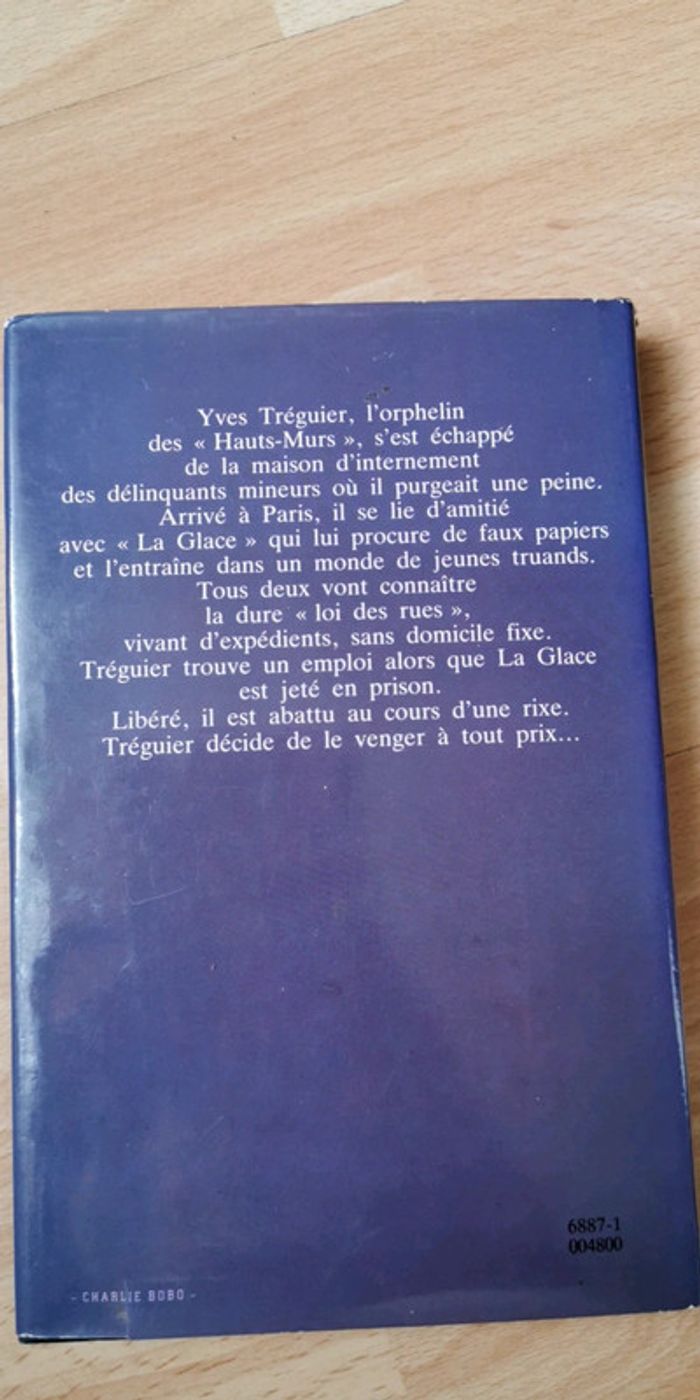 Yves Tréguier, l'orphelin
des « Hauts-Murs », s'est échappé
de la maison d'internement
des délinquants mineurs où il purgeait une peine.
Arrivé à Paris, il se lie d'amitié
avec « La Glace » qui lui procure de faux papiers
et l'entraîne dans un monde de jeunes truands.
Tous deux vont connaître
la dure « loi des rues »,
vivant d'expédients, sans domicile fixe.
Tréguier trouve un emploi alors que La Glace
est jeté en prison.
Libéré, il est abattu au cours d'une rixe.
Tréguier décide de le venger à tout prix...
6887-1
004800
- CHARLIE BOBO -